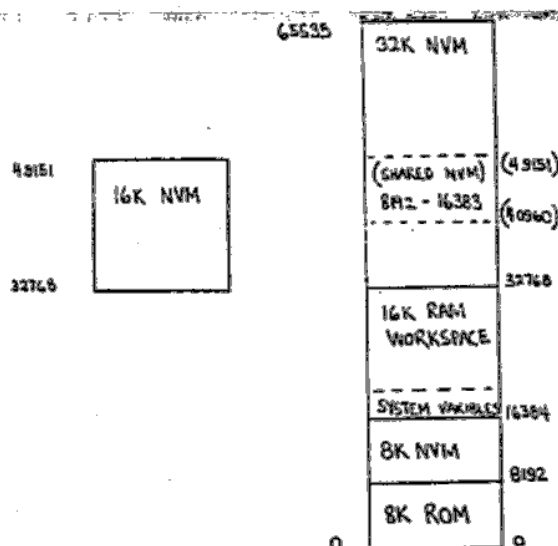 65535
32K NVM
49151
16K NVM
(SHARED NVM)
8192 - 16383
(49151)
(40960)
32768
32768
16K RAM
WORKSPACE
SYSTEM VARIABLES
16384
8K NVM
8192
8K ROM
0
0